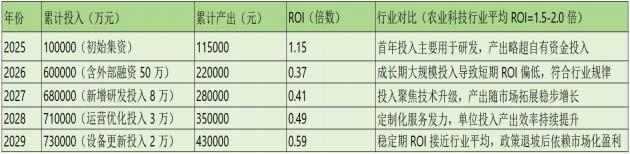 年份 累计投入（万元） 累计产出（元） ROI（倍数） 行业对比（农业科技行业平均 ROI=1.5-2.0 倍）
2025 100000（初始集资） 115000 1.15 首年投入主要用于研发，产出略超自有资金投入
2026 600000（含外部融资 50 万） 220000 0.37 成长期大规模投入导致短期 ROI 偏低，符合行业规律
2027 680000（新增研发投入 8 万） 280000 0.41 投入聚焦技术升级，产出随市场拓展稳步增长
2028 710000（运营优化投入 3 万） 350000 0.49 定制化服务发力，单位投入产出效率持续提升
2029 730000（设备更新投入 2 万） 430000 0.59 稳定期 ROI 接近行业平均，政策退坡后依赖市场化盈利